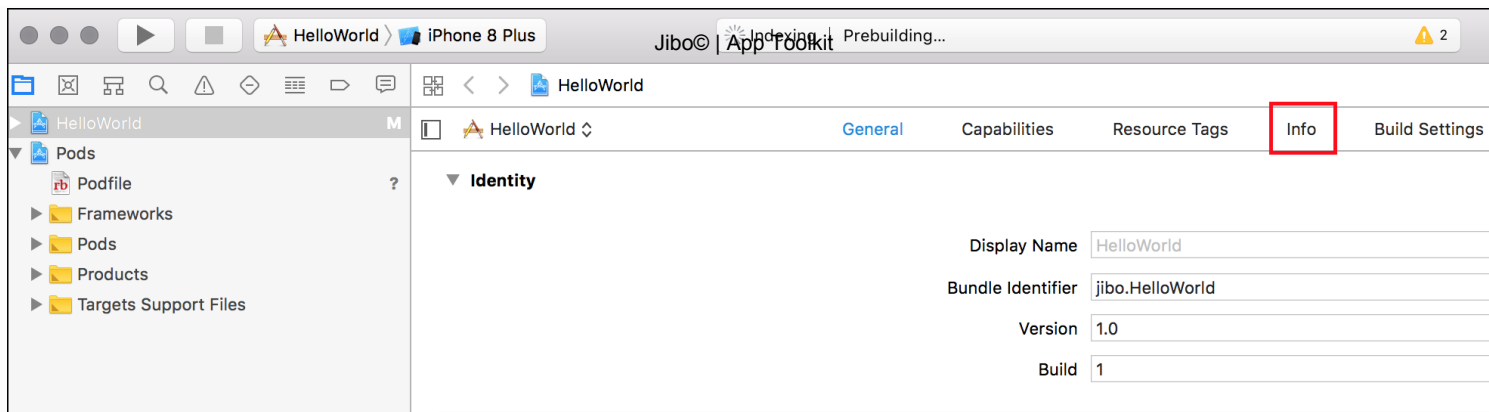 HelloWorld iPhone 8 Plus Indexing | Prebuilding... 2
Jibo© | App Toolkit
HelloWorld
HelloWorld M
HelloWorld General Capabilities Resource Tags Info Build Settings
Pods
Podfile ?
Identity
Frameworks
Pods
Display Name HelloWorld
Products
Bundle Identifier jibo.HelloWorld
Targets Support Files
Version 1.0
Build 1